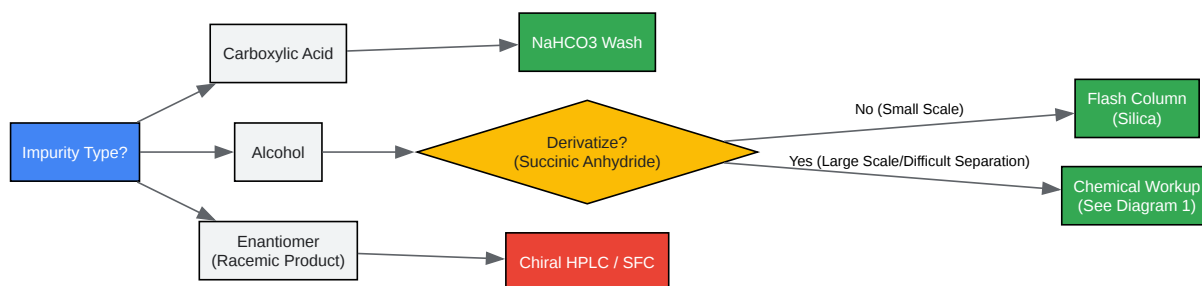 Impurity Type?
Carboxylic Acid
NaHCO3 Wash
Alcohol
Derivatize?
(Succinic Anhydride)
No (Small Scale)
Flash Column
(Silica)
Yes (Large Scale/Difficult Separation)
Chemical Workup
(See Diagram 1)
Enantiomer
(Racemic Product)
Chiral HPLC / SFC